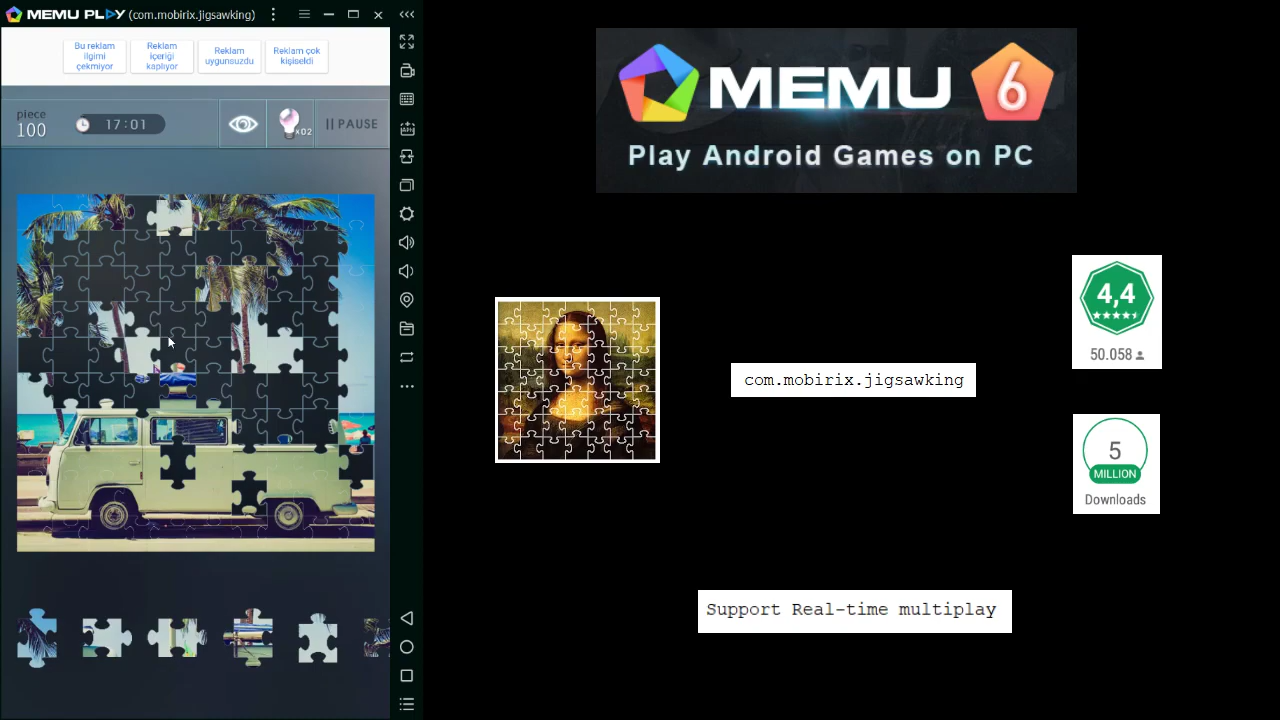 MEMU PLAY (com.mobirix.jigsawking)
Bu reklam ilgimi çekmiyor
Reklam içeriği kaplıyor
Reklam uygunsuzdu
Reklam çok kişiseldi
piece 100
17:01
x02
PAUSE
MEMU 6
Play Android Games on PC
4,4
50.058
com.mobirix.jigsawking
5
MILLION
Downloads
Support Real-time multiplay